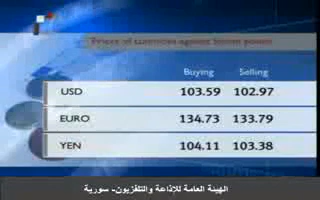 Prices of currencies against Syrian pound
Buying Selling
USD 103.59 102.97
EURO 134.73 133.79
YEN 104.11 103.38
الهيئة العامة للإذاعة والتلفزيون- سورية